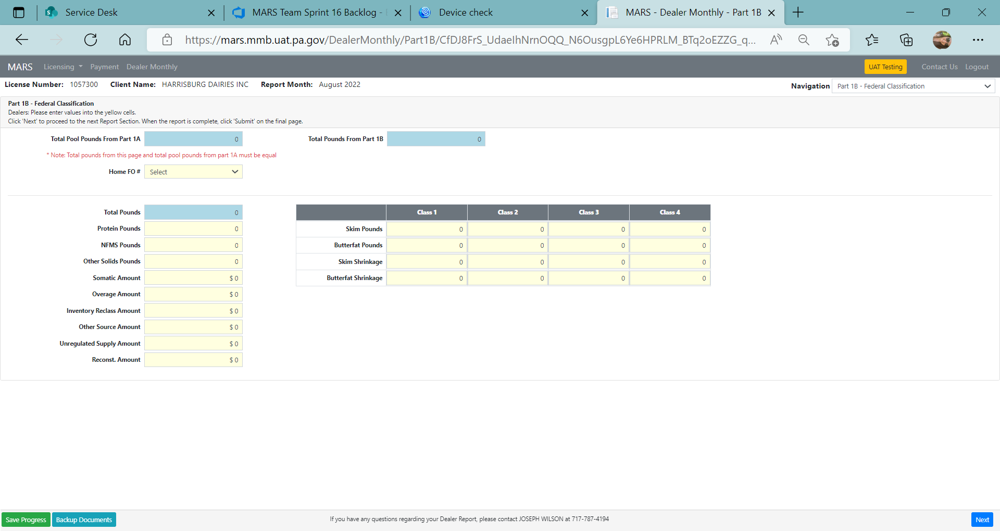 Service Desk
MARS Team Sprint 16 Backlog -
Device check
MARS - Dealer Monthly - Part 1B
https://mars.mmb.uat.pa.gov/DealerMonthly/Part1B/CfDJ8FrS_UdaeIhNrnOQQ_N6OusgpL6Ye6HPRLM_BTq2oEZZG_q...
MARS Licensing Payment Dealer Monthly UAT Testing Contact Us Logout
License Number: 1057300 Client Name: HARRISBURG DAIRIES INC Report Month: August 2022
Navigation Part 1B - Federal Classification
Part 1B - Federal Classification
Dealers: Please enter values into the yellow cells.
Click 'Next' to proceed to the next Report Section. When the report is complete, click 'Submit' on the final page.
Total Pool Pounds From Part 1A 0 Total Pounds From Part 1B 0
* Note: Total pounds from this page and total pool pounds from part 1A must be equal
Home FO # Select
Total Pounds 0
Protein Pounds 0
NFMS Pounds 0
Other Solids Pounds 0
Somatic Amount $ 0
Overage Amount $ 0
Inventory Reclass Amount $ 0
Other Source Amount $ 0
Unregulated Supply Amount $ 0
Reconst. Amount $ 0
Class 1 Class 2 Class 3 Class 4
Skim Pounds 0 0 0 0
Butterfat Pounds 0 0 0 0
Skim Shrinkage 0 0 0 0
Butterfat Shrinkage 0 0 0 0
Save Progress Backup Documents If you have any questions regarding your Dealer Report, please contact JOSEPH WILSON at 717-787-4194 Next